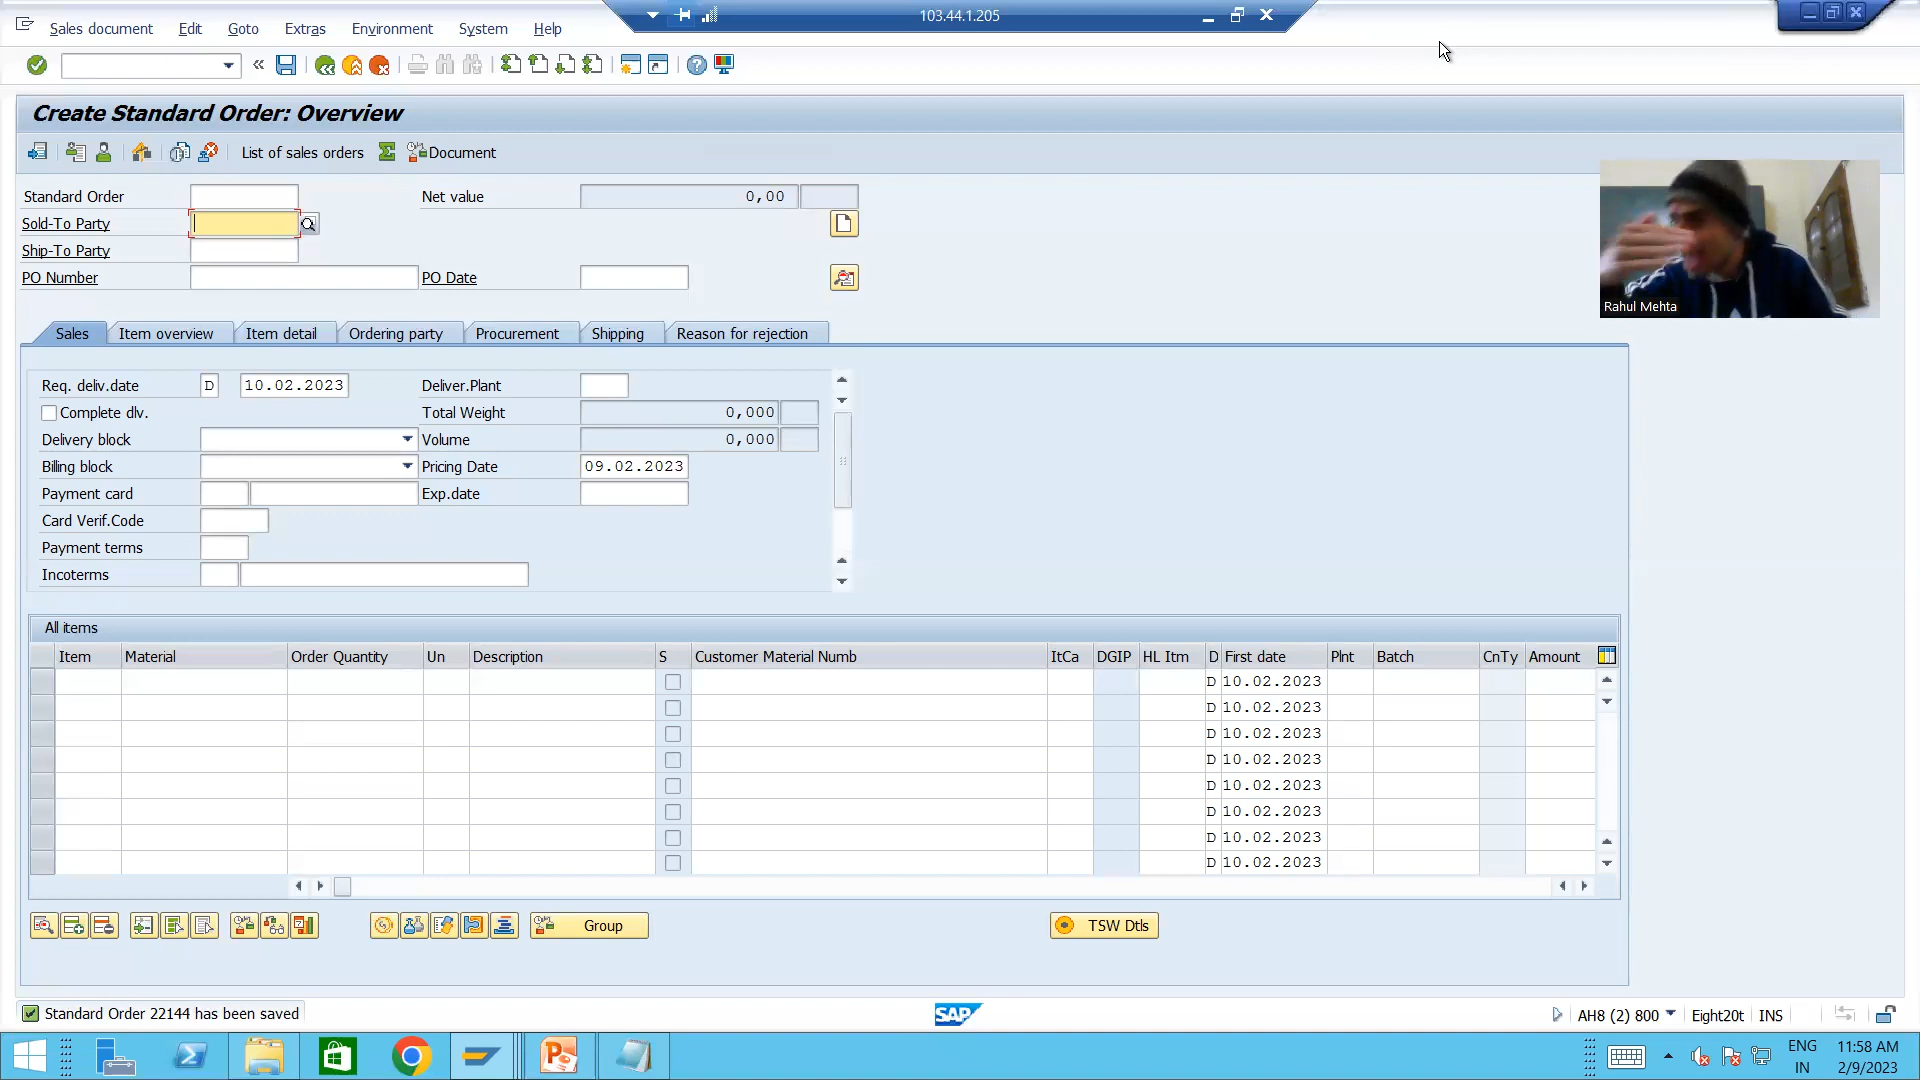 103.44.1.205
Sales document Edit Goto Extras Environment System Help
Create Standard Order: Overview
List of sales orders Document
Standard Order Net value 0,00
Sold-To Party
Ship-To Party
PO Number PO Date
Rahul Mehta
Sales Item overview Item detail Ordering party Procurement Shipping Reason for rejection
Req. deliv.date D 10.02.2023 Deliver.Plant
Complete dlv. Total Weight 0,000
Delivery block Volume 0,000
Billing block Pricing Date 09.02.2023
Payment card Exp.date
Card Verif.Code
Payment terms
Incoterms
All items
Item Material Order Quantity Un Description S Customer Material Numb ItCa DGIP HL Itm D First date Plnt Batch CnTy Amount
D 10.02.2023
D 10.02.2023
D 10.02.2023
D 10.02.2023
D 10.02.2023
D 10.02.2023
D 10.02.2023
D 10.02.2023
Group TSW Dtls
Standard Order 22144 has been saved SAP AH8 (2) 800 Eight20t INS
ENG 11:58 AM
IN 2/9/2023